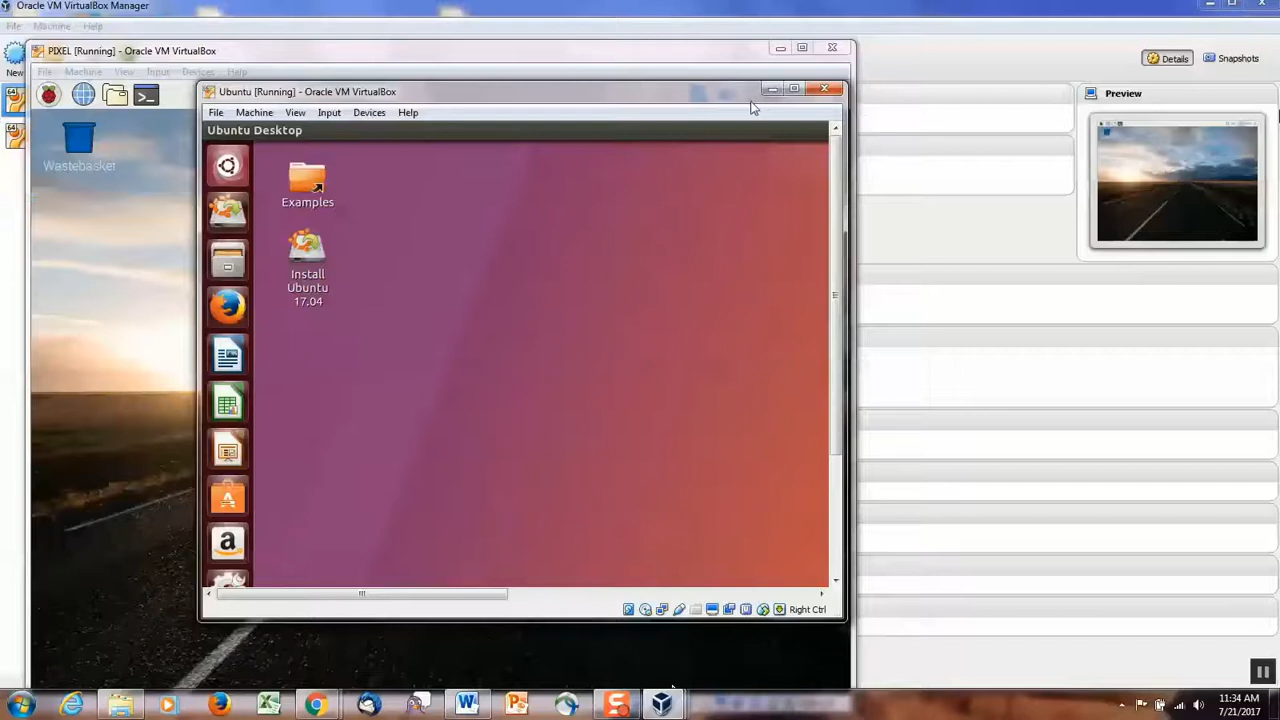 Oracle VM VirtualBox Manager
File Machine Help
PIXEL [Running] - Oracle VM VirtualBox
New
File Machine View Input Devices Help
Details
Snapshots
Preview
Ubuntu [Running] - Oracle VM VirtualBox
File Machine View Input Devices Help
Ubuntu Desktop
Wastebasket
Examples
Install
Ubuntu
17.04
Right Ctrl
11:34 AM
7/21/2017